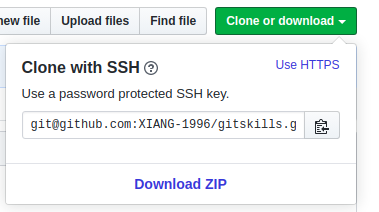 new file
Upload files
Find file
Clone or download
Clone with SSH
Use HTTPS
Use a password protected SSH key.
git@github.com:XIANG-1996/gitskills.g
Download ZIP